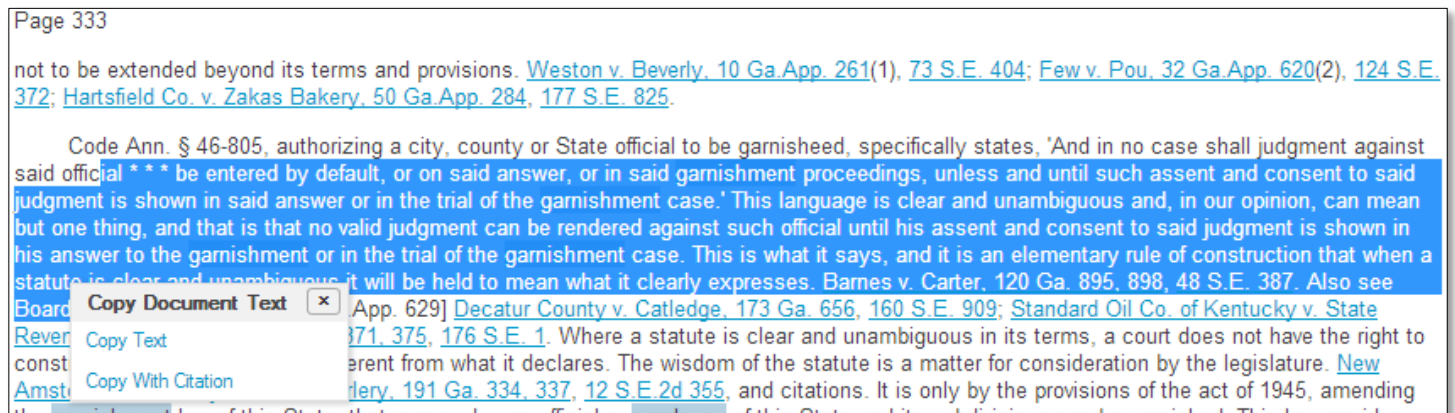 Page 333
not to be extended beyond its terms and provisions. Weston v. Beverly, 10 Ga.App. 261(1), 73 S.E. 404; Few v. Pou, 32 Ga.App. 620(2), 124 S.E.
372; Hartsfield Co. v. Zakas Bakery, 50 Ga.App. 284, 177 S.E. 825.
Code Ann. § 46-805, authorizing a city, county or State official to be garnisheed, specifically states, 'And in no case shall judgment against
said official * * * be entered by default, or on said answer, or in said garnishment proceedings, unless and until such assent and consent to said
judgment is shown in said answer or in the trial of the garnishment case.' This language is clear and unambiguous and, in our opinion, can mean
but one thing, and that is that no valid judgment can be rendered against such official until his assent and consent to said judgment is shown in
his answer to the garnishment or in the trial of the garnishment case. This is what it says, and it is an elementary rule of construction that when a
statute is clear and unambiguous it will be held to mean what it clearly expresses. Barnes v. Carter, 120 Ga. 895, 898, 48 S.E. 387. Also see
Board App. 629] Decatur County v. Catledge, 173 Ga. 656, 160 S.E. 909; Standard Oil Co. of Kentucky v. State
371, 375, 176 S.E. 1. Where a statute is clear and unambiguous in its terms, a court does not have the right to
from what it declares. The wisdom of the statute is a matter for consideration by the legislature. New
191 Ga. 334, 337, 12 S.E.2d 355, and citations. It is only by the provisions of the act of 1945, amending
Copy Document Text
Copy Text
Copy With Citation